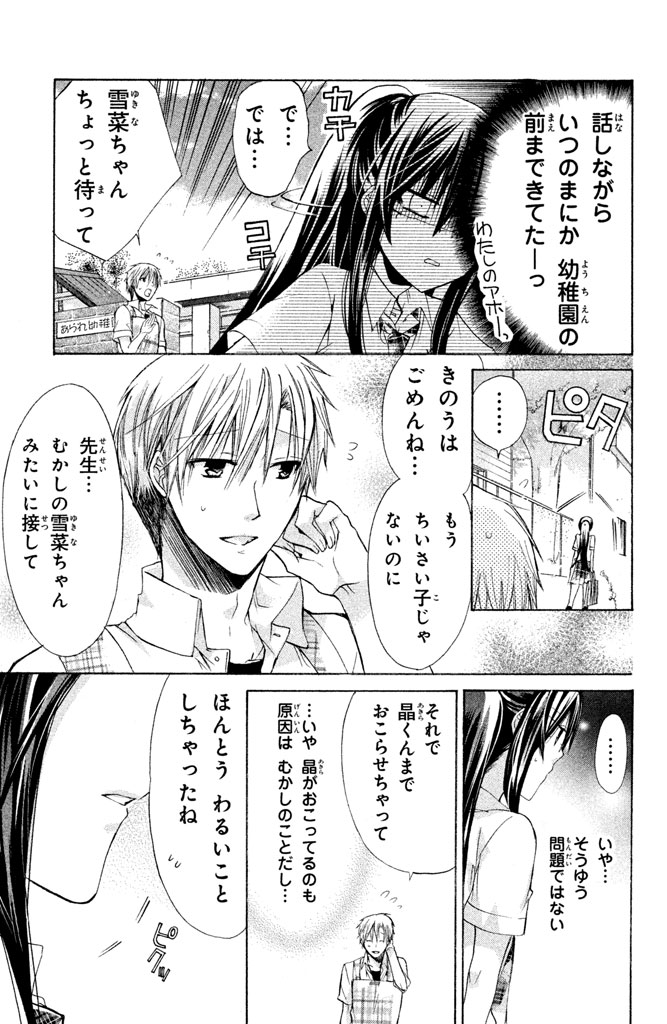 話しながら
いつのまにか 幼稚園の
前まできてたーっ
わたしのアホーっ
カチ
コチ
で…
では…
雪菜ちゃん
ちょっと待って
あられ幼稚
ピタ
……
きのうは
ごめんね…
もう
ちいさい子じゃ
ないのに
先生…
むかしの雪菜ちゃん
みたいに接して
……
いや…
そうゆう
問題ではない
それで
晶くんまで
おこらせちゃって
…いや 晶がおこってるのも
原因は むかしのことだし…
ほんとう わるいこと
しちゃったね
ピクッ